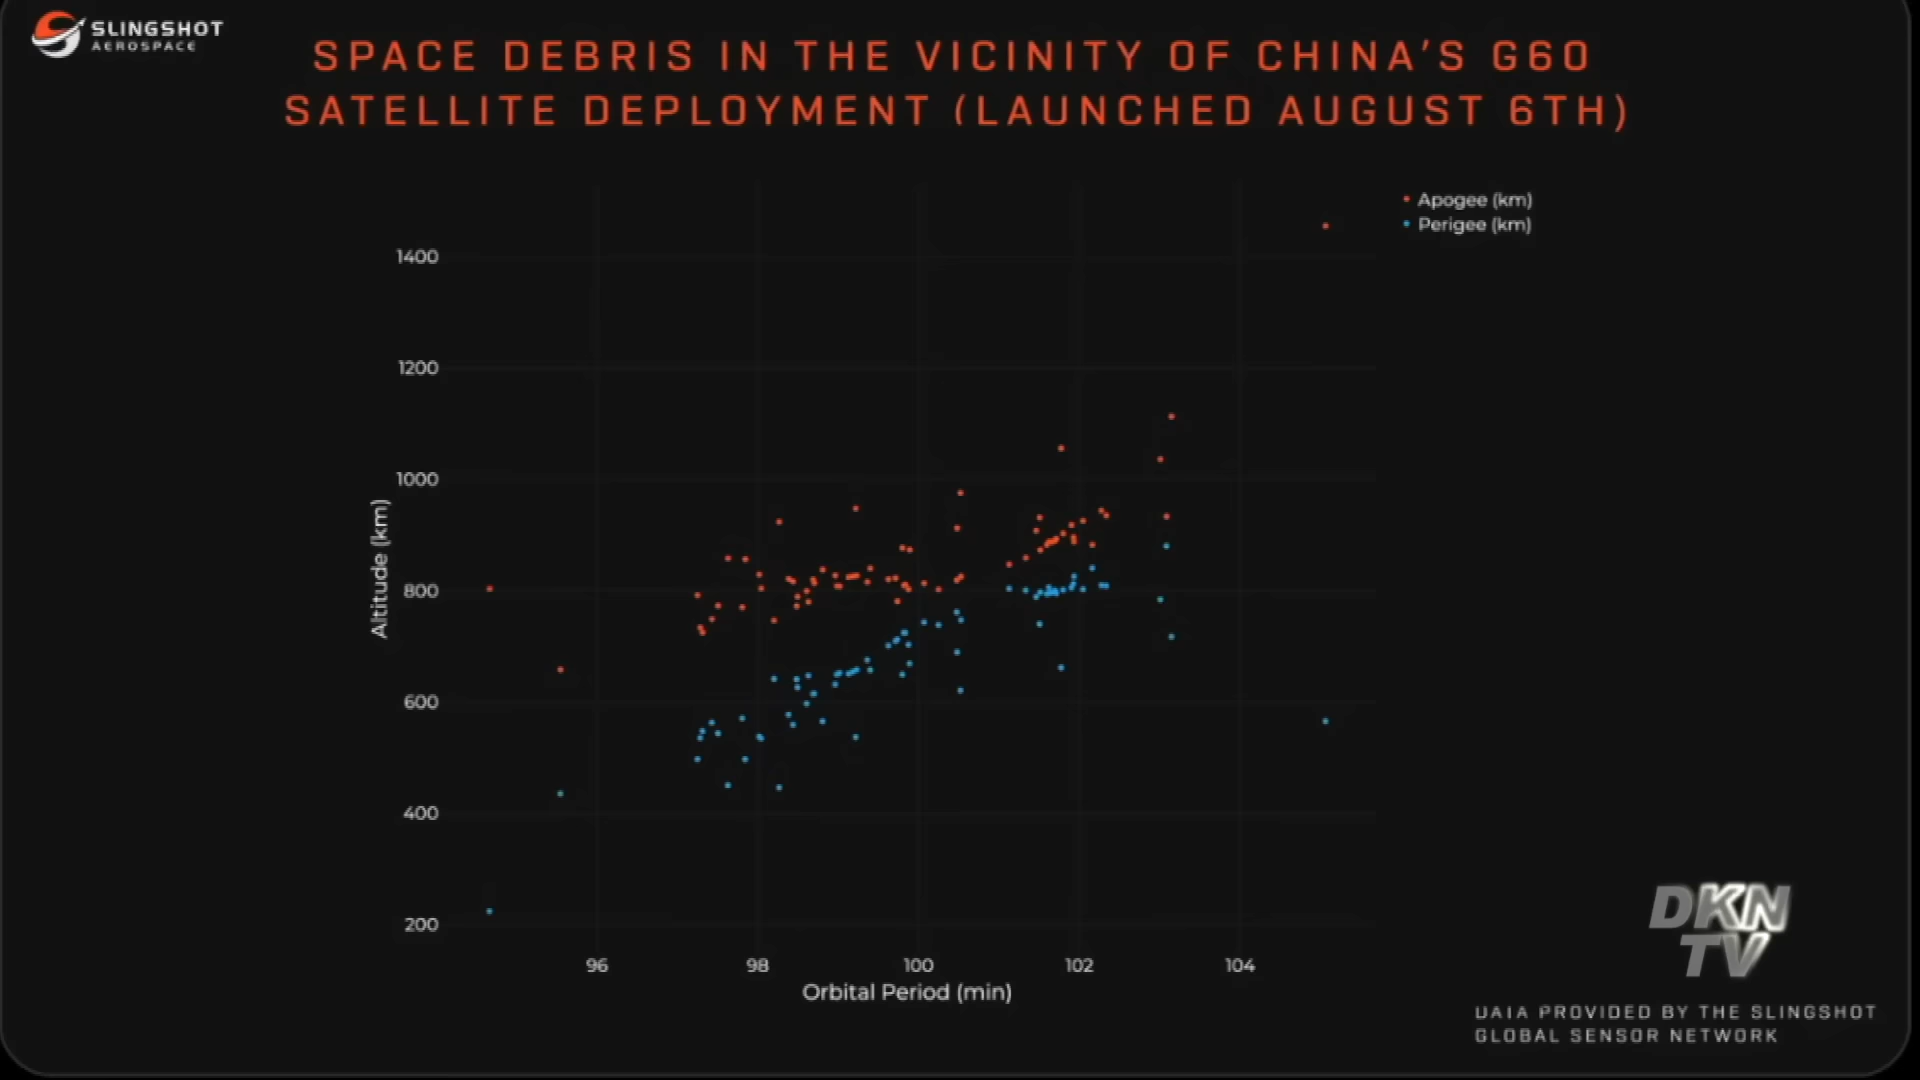 SLINGSHOT
AEROSPACE
SPACE DEBRIS IN THE VICINITY OF CHINA'S G60
SATELLITE DEPLOYMENT (LAUNCHED AUGUST 6TH)
Apogee (km)
Perigee (km)
1400
1200
1000
800
600
400
200
Altitude (km)
96 98 100 102 104
Orbital Period (min)
DKN
TV
DATA PROVIDED BY THE SLINGSHOT
GLOBAL SENSOR NETWORK